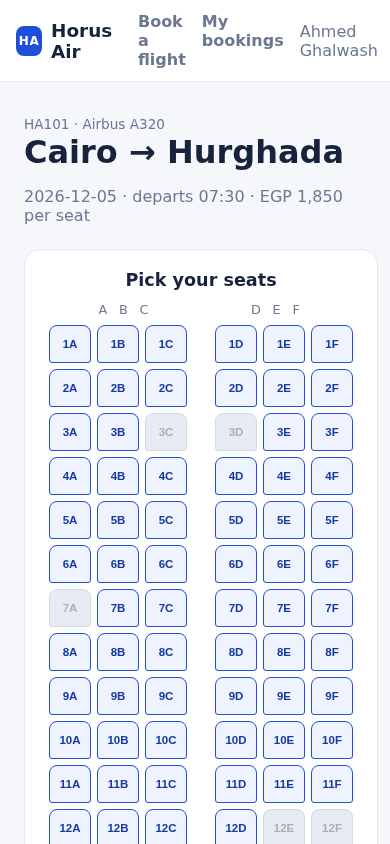 HA
Horus
Air
Book
a
flight
My
bookings
Ahmed
Ghalwash
HA101 · Airbus A320
Cairo → Hurghada
2026-12-05 · departs 07:30 · EGP 1,850
per seat
Pick your seats
A B C D E F
1A 1B 1C 1D 1E 1F
2A 2B 2C 2D 2E 2F
3A 3B 3C 3D 3E 3F
4A 4B 4C 4D 4E 4F
5A 5B 5C 5D 5E 5F
6A 6B 6C 6D 6E 6F
7A 7B 7C 7D 7E 7F
8A 8B 8C 8D 8E 8F
9A 9B 9C 9D 9E 9F
10A 10B 10C 10D 10E 10F
11A 11B 11C 11D 11E 11F
12A 12B 12C 12D 12E 12F